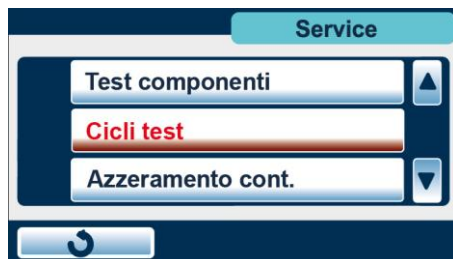 Service
Test componenti
Cicli test
Azzeramento cont.